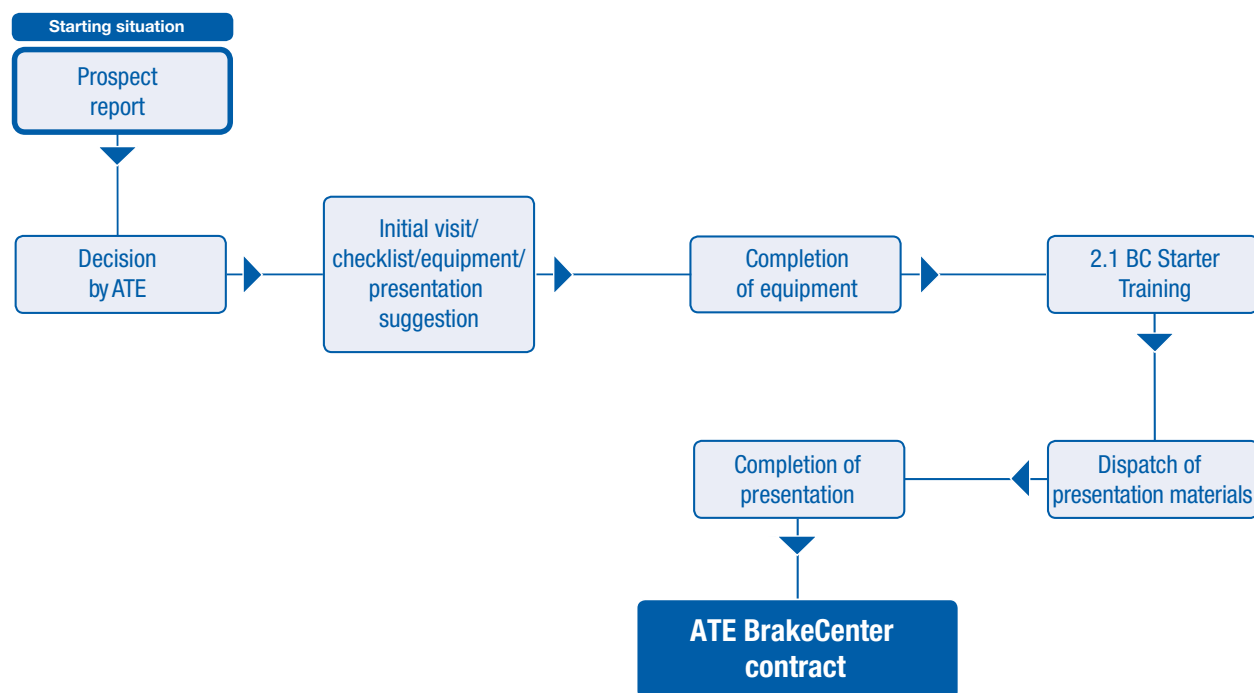 Starting situation
Prospect
report
Decision
by ATE
Initial visit/
checklist/equipment/
presentation
suggestion
Completion
of equipment
2.1 BC Starter
Training
Dispatch of
presentation materials
Completion of
presentation
ATE BrakeCenter
contract